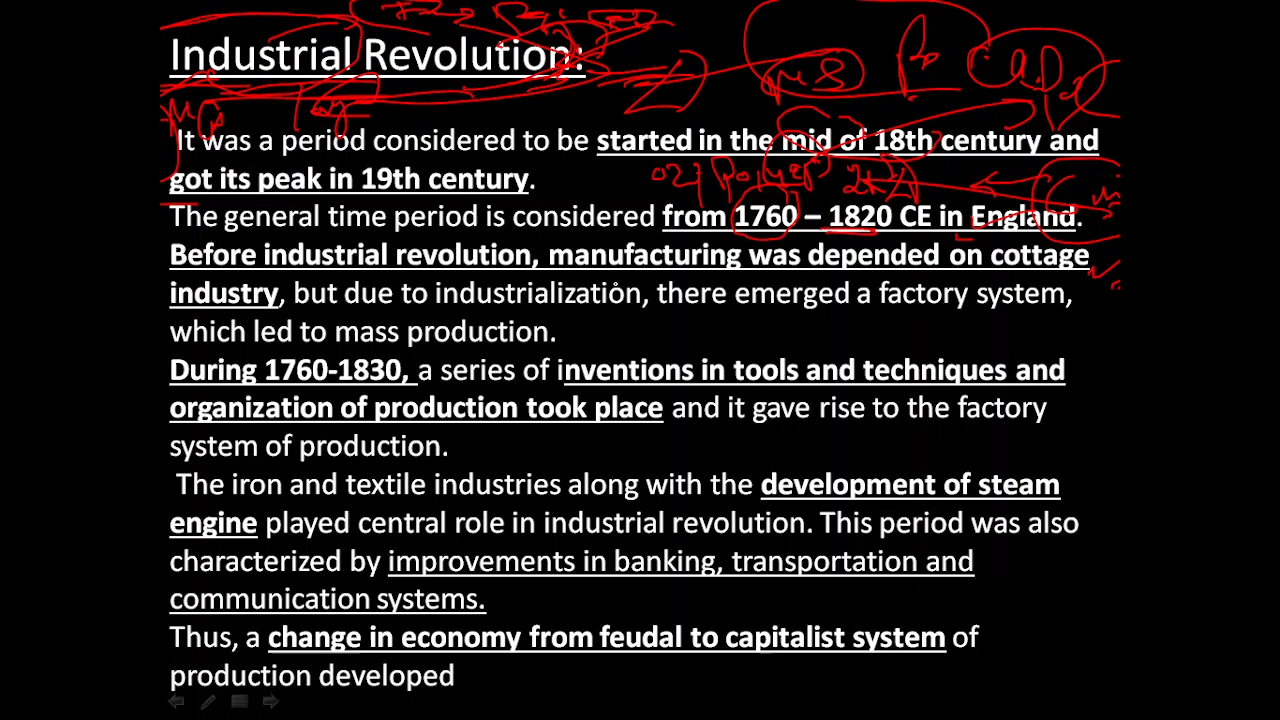 Industrial Revolution:
It was a period considered to be started in the mid of 18th century and
got its peak in 19th century.
The general time period is considered from 1760 – 1820 CE in England.
Before industrial revolution, manufacturing was depended on cottage
industry, but due to industrialization, there emerged a factory system,
which led to mass production.
During 1760-1830, a series of inventions in tools and techniques and
organization of production took place and it gave rise to the factory
system of production.
The iron and textile industries along with the development of steam
engine played central role in industrial revolution. This period was also
characterized by improvements in banking, transportation and
communication systems.
Thus, a change in economy from feudal to capitalist system of
production developed